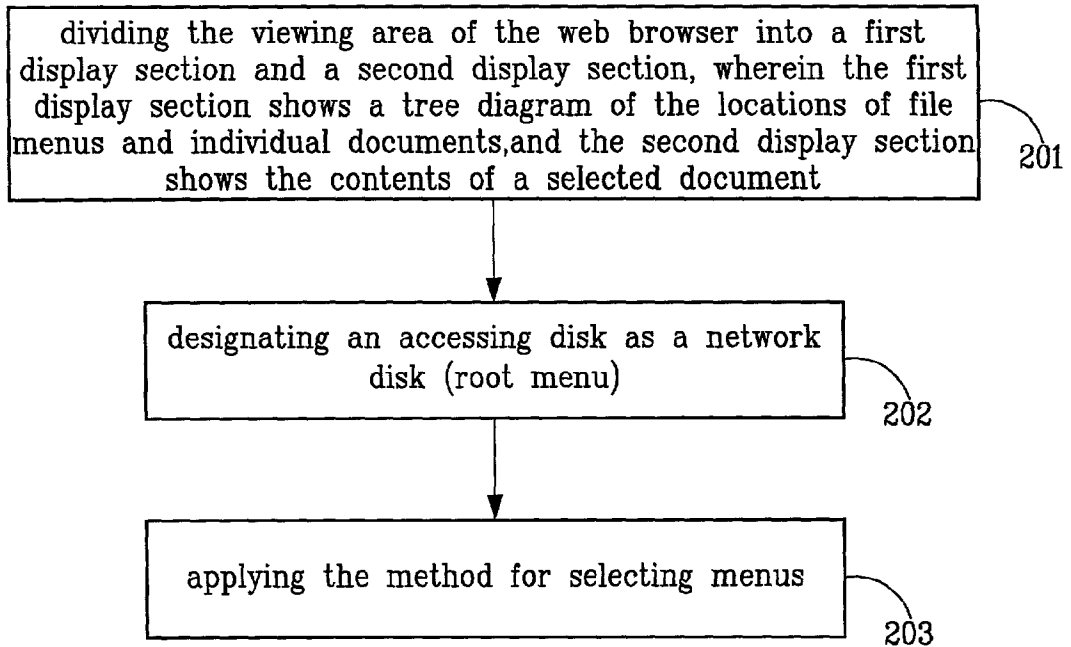 dividing the viewing area of the web browser into a first
display section and a second display section, wherein the first
display section shows a tree diagram of the locations of file
menus and individual documents,and the second display section
shows the contents of a selected document
201
designating an accessing disk as a network
disk (root menu)
202
applying the method for selecting menus
203